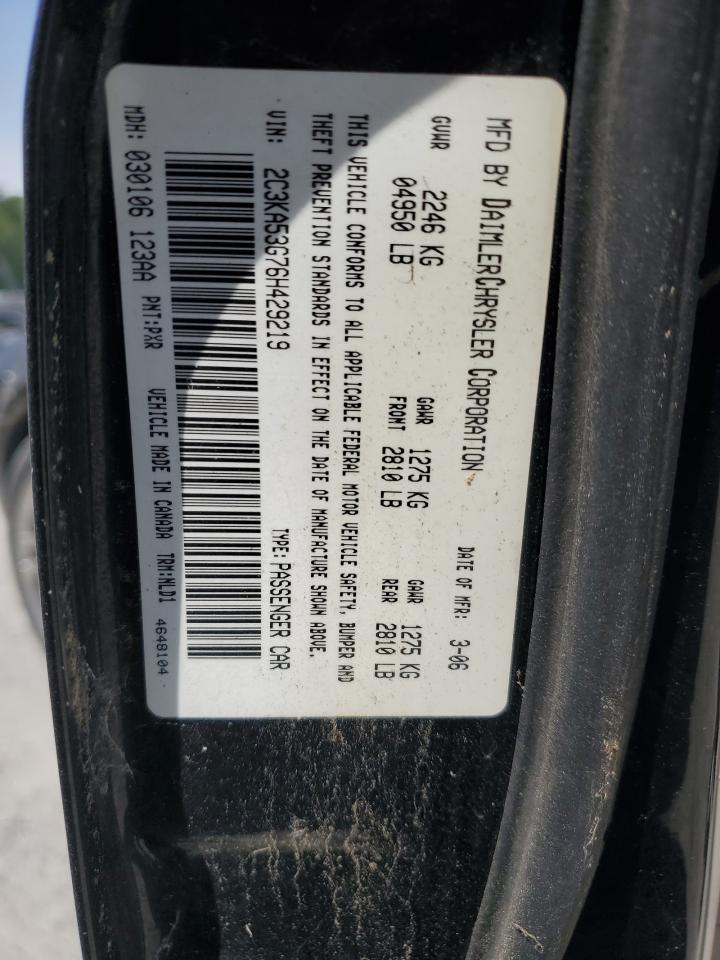 MFD BY DAIMLERCHRYSLER CORPORATION DATE OF MFR: 3-06
GVWR 2246 KG GAWR 1275 KG GAWR 1275 KG
04950 LB FRONT 2810 LB REAR 2810 LB
THIS VEHICLE CONFORMS TO ALL APPLICABLE FEDERAL MOTOR VEHICLE SAFETY, BUMPER AND
THEFT PREVENTION STANDARDS IN EFFECT ON THE DATE OF MANUFACTURE SHOWN ABOVE.
VIN: 2C3KA53G76H429219 TYPE: PASSENGER CAR
MDH: 030106 123AA PNT:PXR VEHICLE MADE IN CANADA TRM:NLD1 4648104